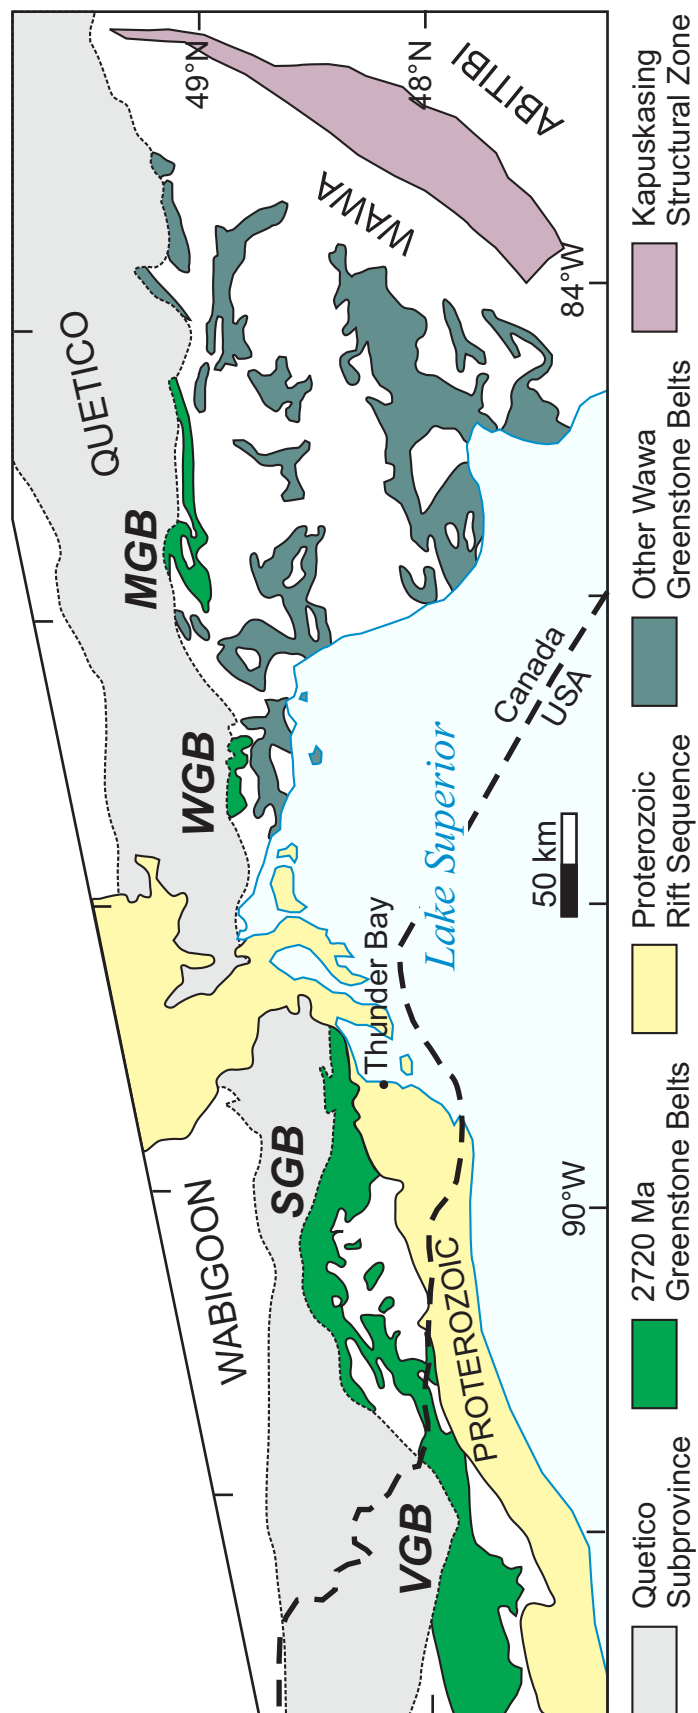 49°N
48°N
ABITIBI
WAWA
84°W
QUETICO
MGB
WGB
Canada
USA
Lake Superior
50 km
Thunder Bay
SGB
WABIGOON
90°W
PROTEROZOIC
VGB
Quetico
Subprovince
2720 Ma
Greenstone Belts
Proterozoic
Rift Sequence
Other Wawa
Greenstone Belts
Kapuskasing
Structural Zone